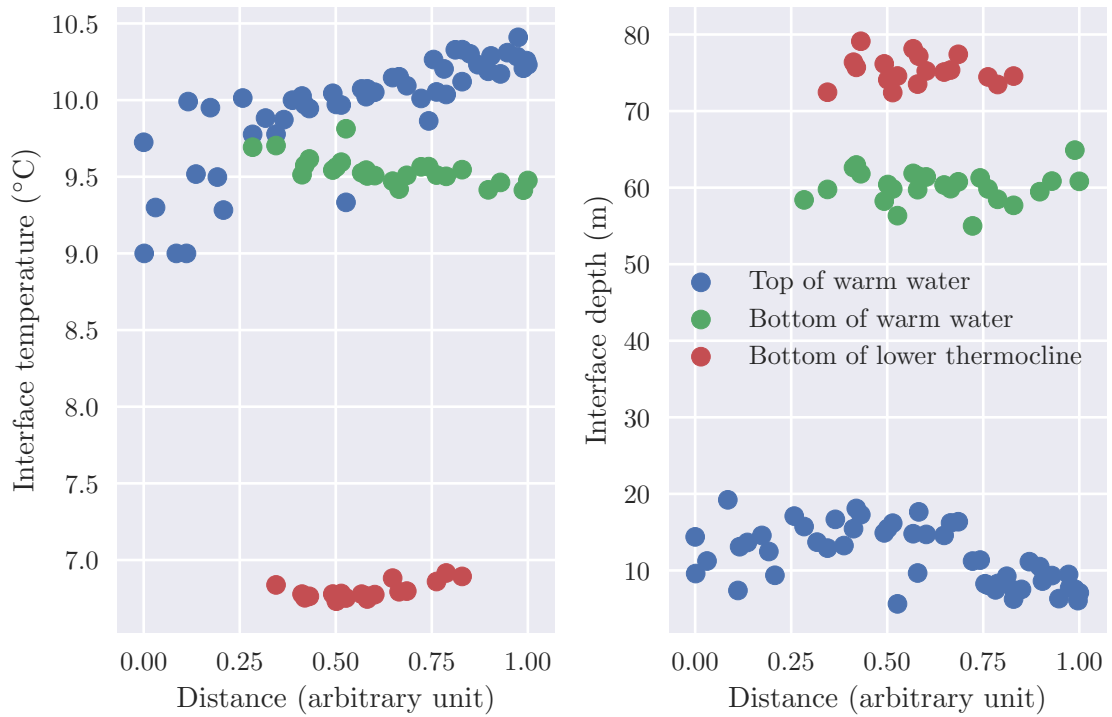 10.5
10.0
9.5
9.0
8.5
8.0
7.5
7.0
Interface temperature (°C)
0.00 0.25 0.50 0.75 1.00
Distance (arbitrary unit)
80
70
60
50
40
30
20
10
Interface depth (m)
Top of warm water
Bottom of warm water
Bottom of lower thermocline
0.00 0.25 0.50 0.75 1.00
Distance (arbitrary unit)